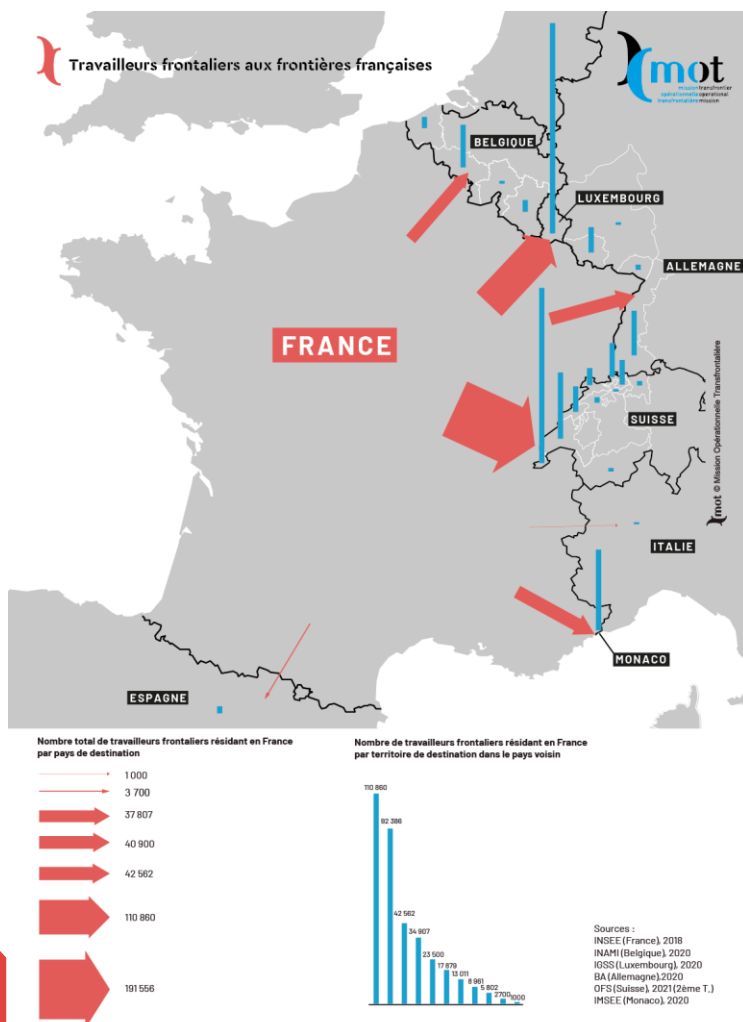 Travailleurs frontaliers aux frontières françaises
mot
mission transfrontier
opérationnelle operational
transfrontalière mission
BELGIQUE
LUXEMBOURG
ALLEMAGNE
FRANCE
SUISSE
mot © Mission Opérationnelle Transfrontalière
ITALIE
MONACO
ESPAGNE
Nombre total de travailleurs frontaliers résidant en France
par pays de destination
1 000
3 700
37 807
40 900
42 562
110 860
191 556
Nombre de travailleurs frontaliers résidant en France
par territoire de destination dans le pays voisin
110 860
92 386
42 562
34 907
23 500
17 879
13 011
8 961
5 802
2700
1000
Sources :
INSEE (France), 2018
INAMI (Belgique), 2020
IGSS (Luxembourg), 2020
BA (Allemagne),2020
OFS (Suisse), 2021 (2ème T.)
IMSEE (Monaco), 2020